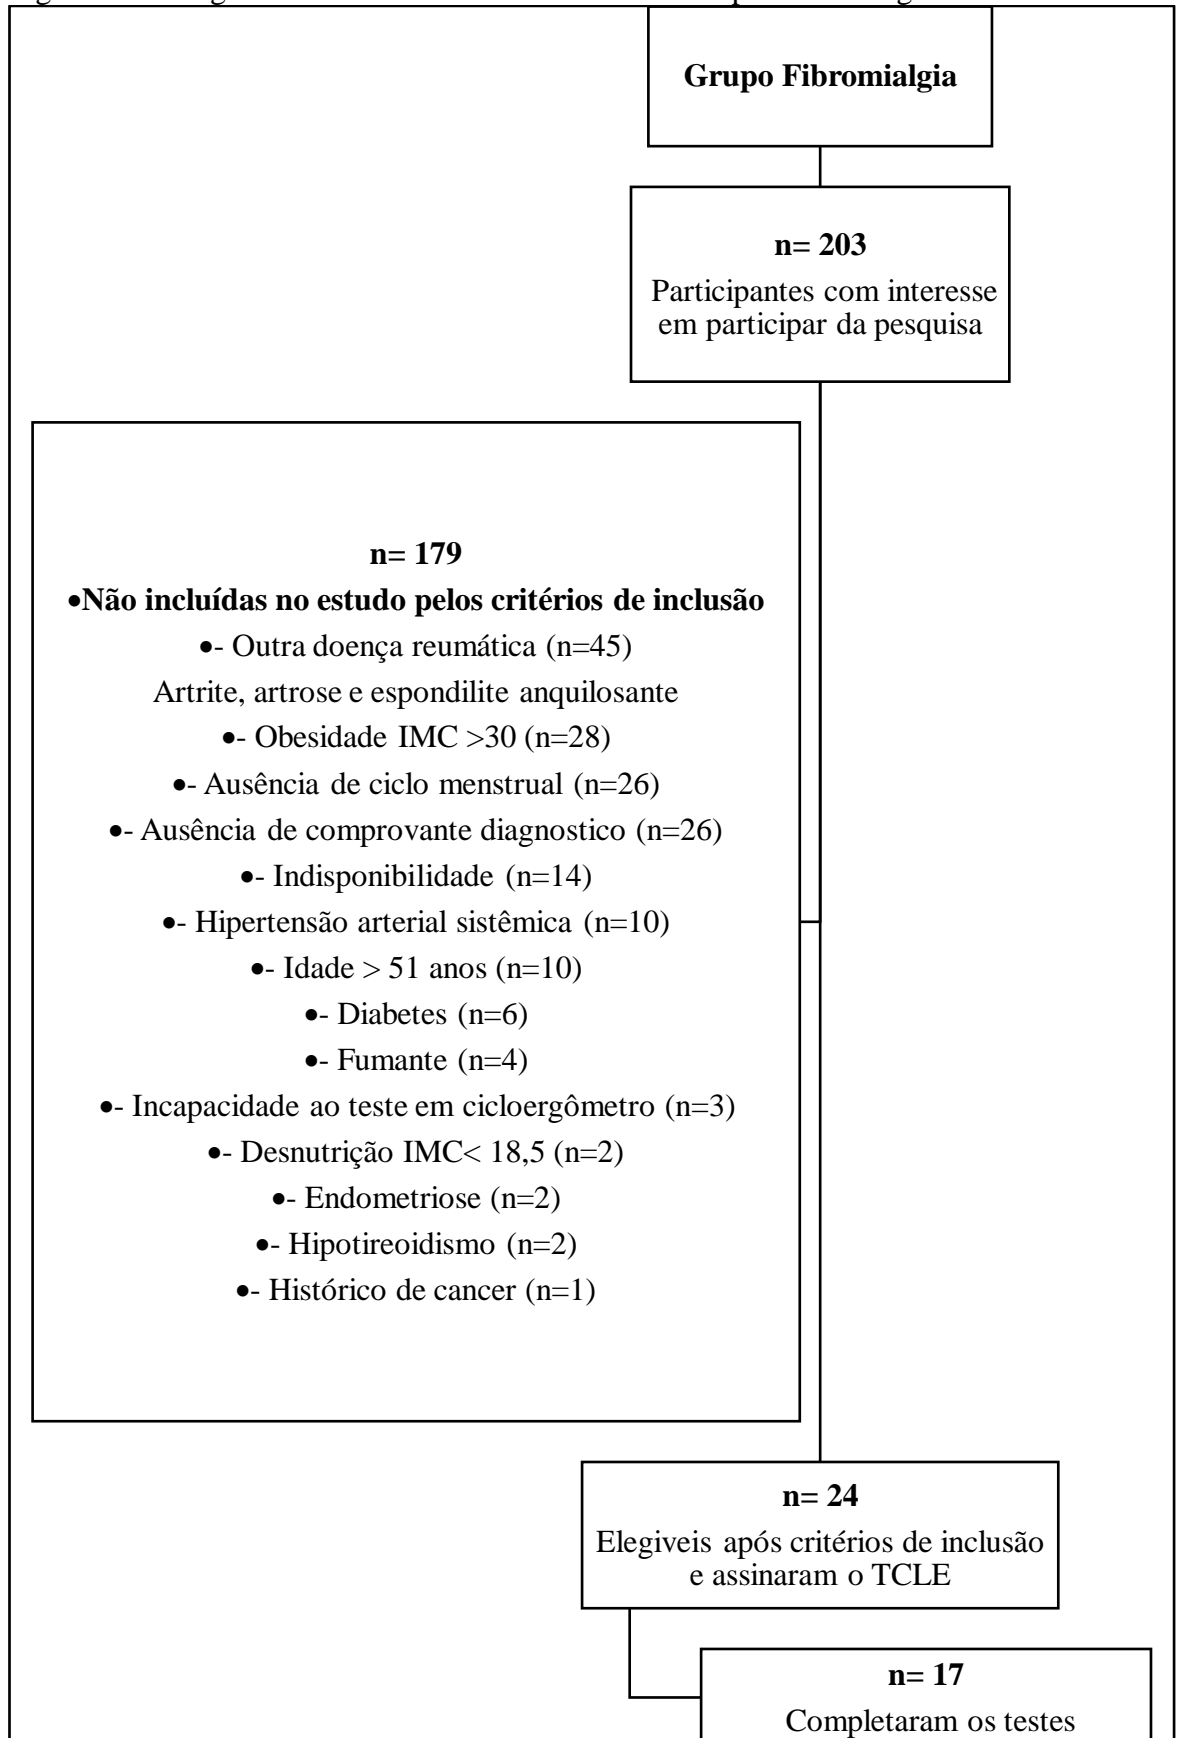 Grupo Fibromialgia
n= 203
Participantes com interesse
em participar da pesquisa
n= 179
•Não incluídas no estudo pelos critérios de inclusão
•- Outra doença reumática (n=45)
Artrite, artrose e espondilite anquilosante
•- Obesidade IMC >30 (n=28)
•- Ausência de ciclo menstrual (n=26)
•- Ausência de comprovante diagnostico (n=26)
•- Indisponibilidade (n=14)
•- Hipertensão arterial sistêmica (n=10)
•- Idade > 51 anos (n=10)
•- Diabetes (n=6)
•- Fumante (n=4)
•- Incapacidade ao teste em cicloergômetro (n=3)
•- Desnutrição IMC< 18,5 (n=2)
•- Endometriose (n=2)
•- Hipotireoidismo (n=2)
•- Histórico de cancer (n=1)
n= 24
Elegiveis após critérios de inclusão
e assinaram o TCLE
n= 17
Completaram os testes